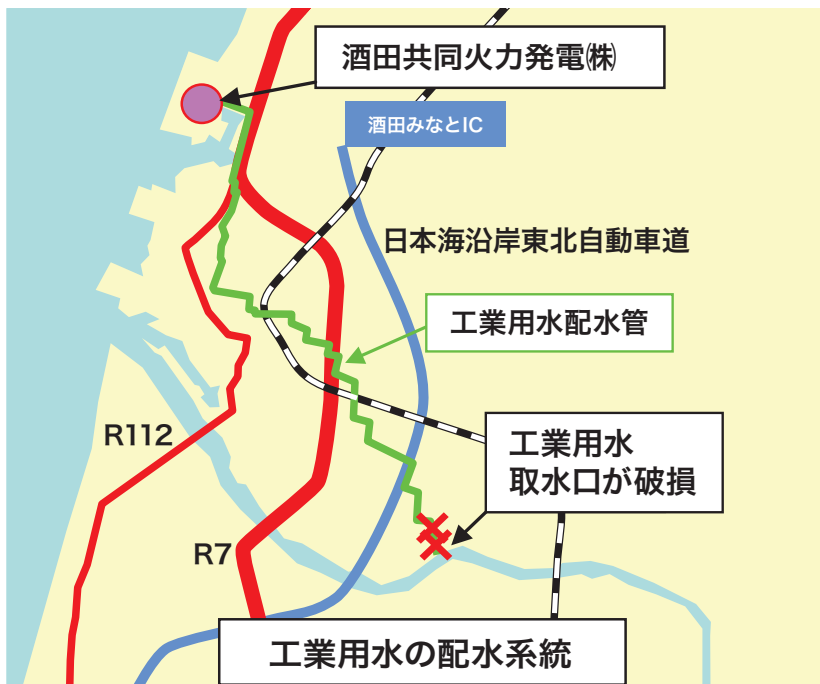 酒田共同火力発電㈱
酒田みなとIC
日本海沿岸東北自動車道
工業用水配水管
R112
工業用水
取水口が破損
R7
工業用水の配水系統